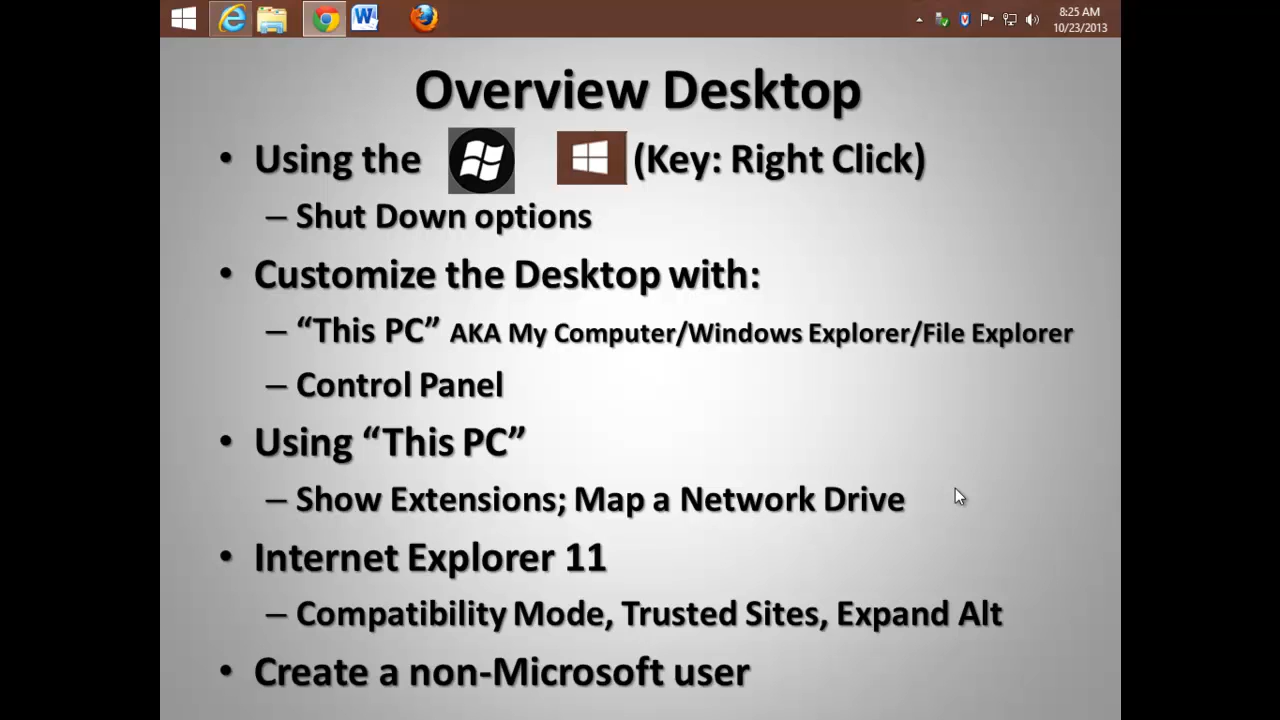 8:25 AM
10/23/2013
Overview Desktop
• Using the (Key: Right Click)
– Shut Down options
• Customize the Desktop with:
– “This PC” AKA My Computer/Windows Explorer/File Explorer
– Control Panel
• Using “This PC”
– Show Extensions; Map a Network Drive
• Internet Explorer 11
– Compatibility Mode, Trusted Sites, Expand Alt
• Create a non-Microsoft user